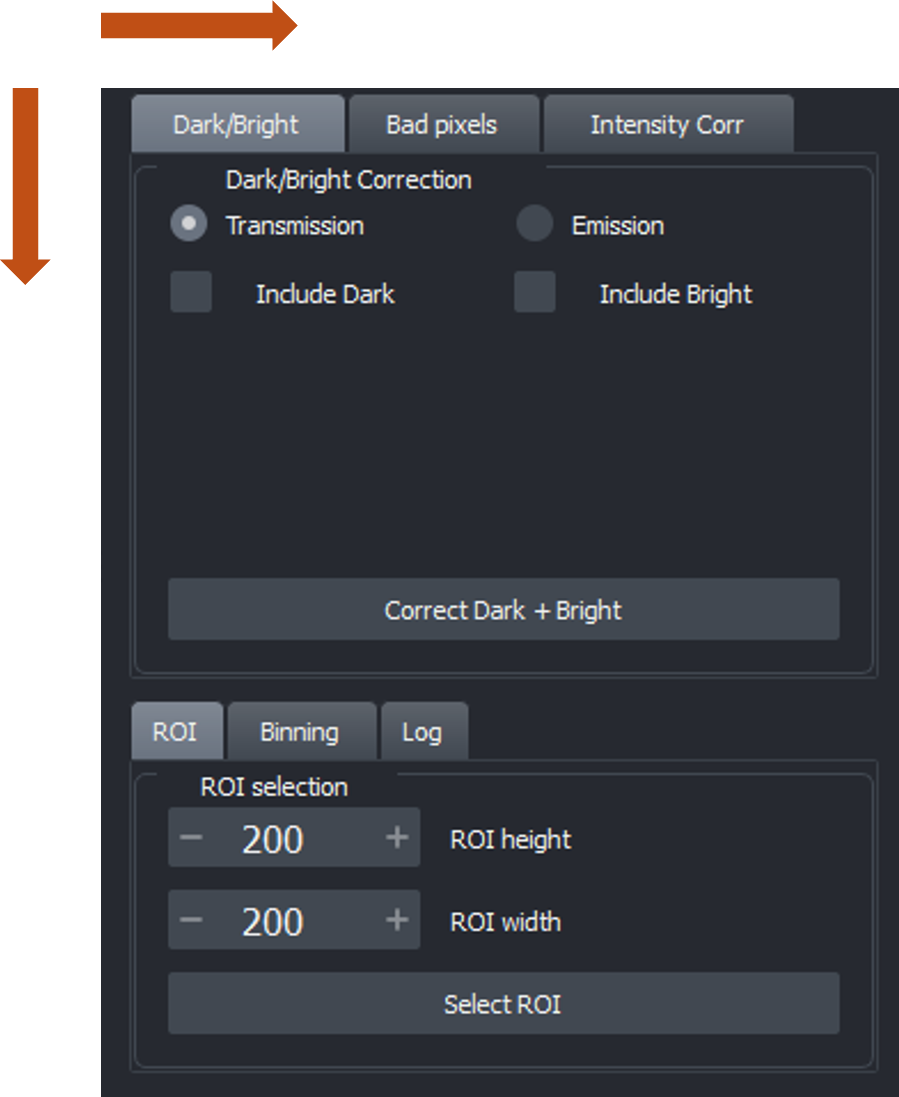 Dark/Bright Bad pixels Intensity Corr
Dark/Bright Correction
Transmission Emission
Include Dark Include Bright
Correct Dark + Bright
ROI Binning Log
ROI selection
− 200 + ROI height
− 200 + ROI width
Select ROI